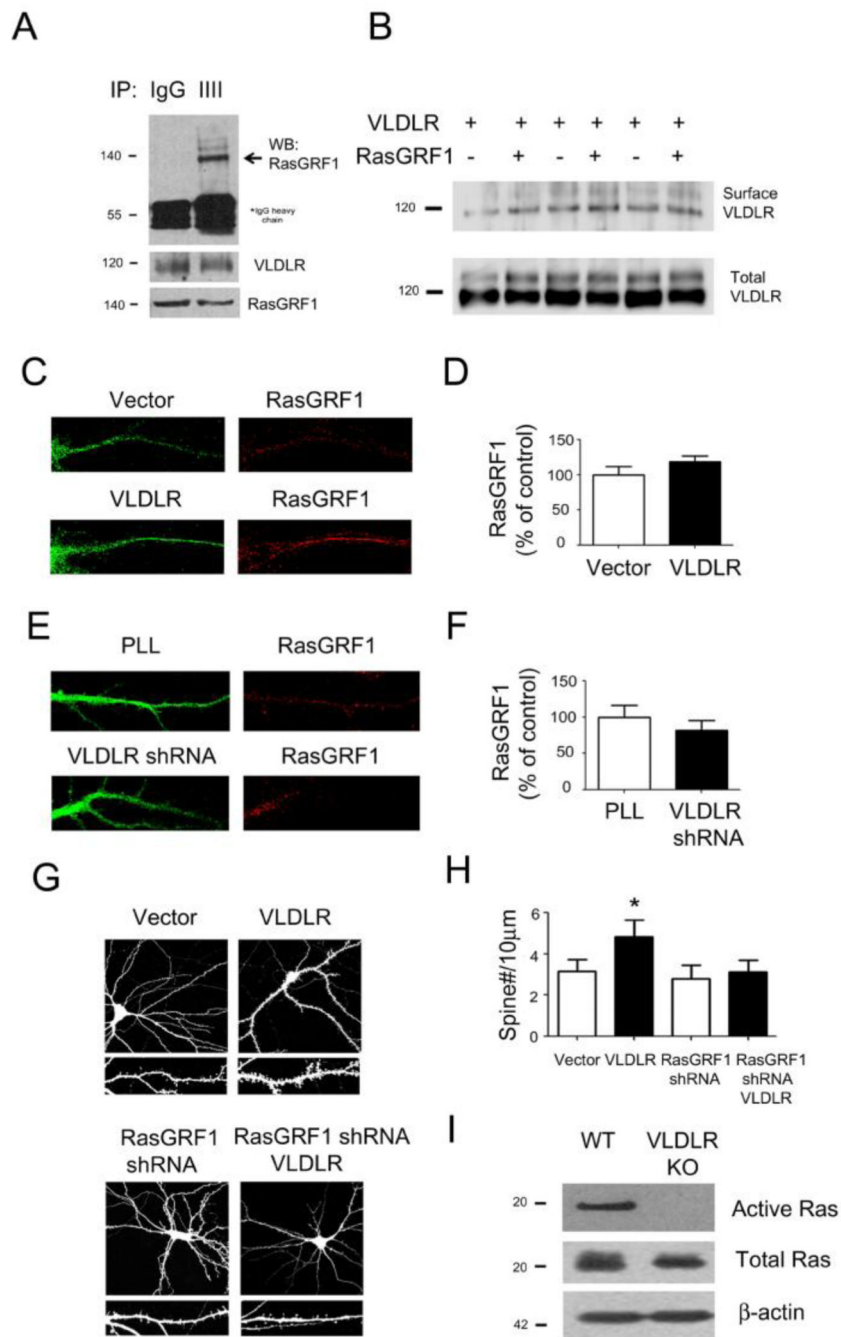 A
IP: IgG IIII
140
WB:
RasGRF1
55
*IgG heavy
chain
120
VLDLR
140
RasGRF1
B
VLDLR + + + + + +
RasGRF1 - + - + - +
120
Surface
VLDLR
120
Total
VLDLR
C
Vector RasGRF1
VLDLR RasGRF1
D
RasGRF1
(% of control)
150
100
50
0
Vector VLDLR
E
PLL RasGRF1
VLDLR shRNA RasGRF1
F
RasGRF1
(% of control)
150
100
50
0
PLL VLDLR
shRNA
G
Vector VLDLR
RasGRF1
shRNA
RasGRF1 shRNA
VLDLR
H
Spine#/10μm
6
4
2
0
*
Vector VLDLR RasGRF1
shRNA
RasGRF1
shRNA
VLDLR
I
WT VLDLR
KO
20
Active Ras
20
Total Ras
42
β-actin